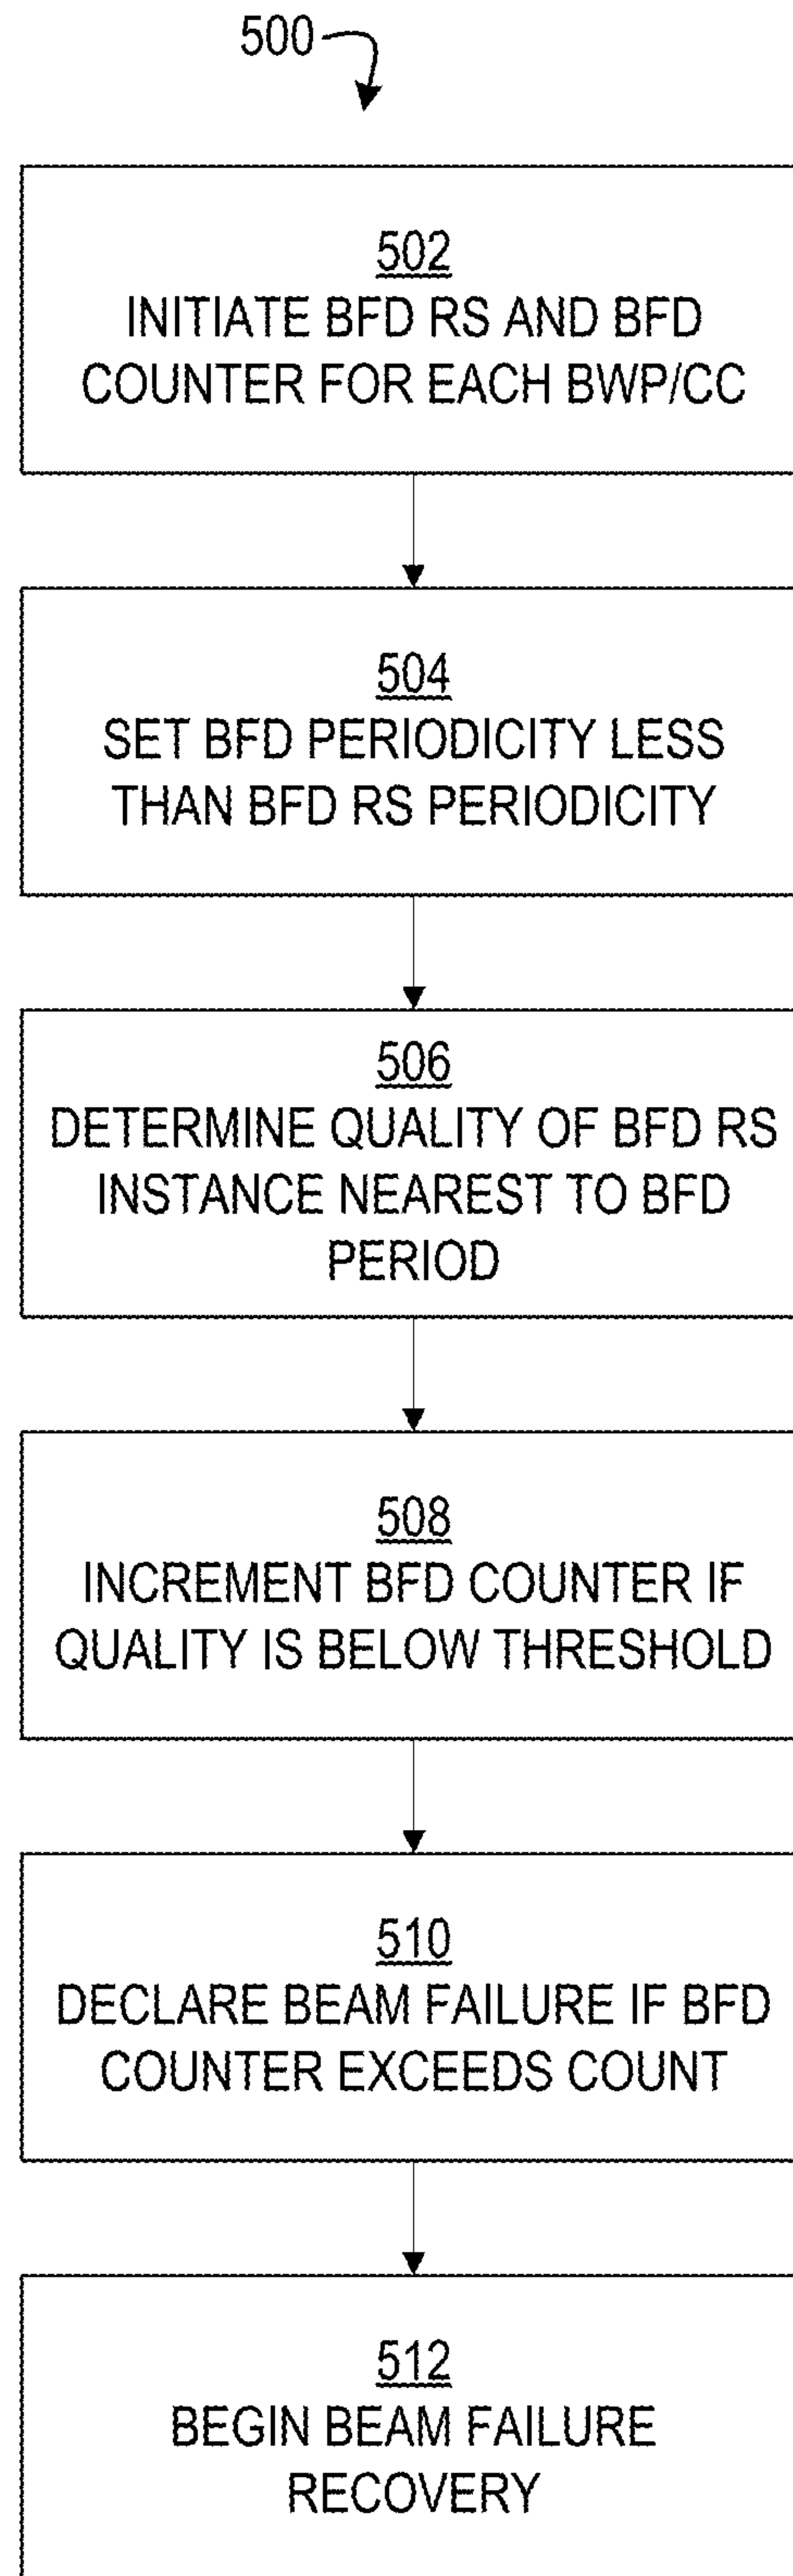 500
502
INITIATE BFD RS AND BFD
COUNTER FOR EACH BWP/CC
504
SET BFD PERIODICITY LESS
THAN BFD RS PERIODICITY
506
DETERMINE QUALITY OF BFD RS
INSTANCE NEAREST TO BFD
PERIOD
508
INCREMENT BFD COUNTER IF
QUALITY IS BELOW THRESHOLD
510
DECLARE BEAM FAILURE IF BFD
COUNTER EXCEEDS COUNT
512
BEGIN BEAM FAILURE
RECOVERY